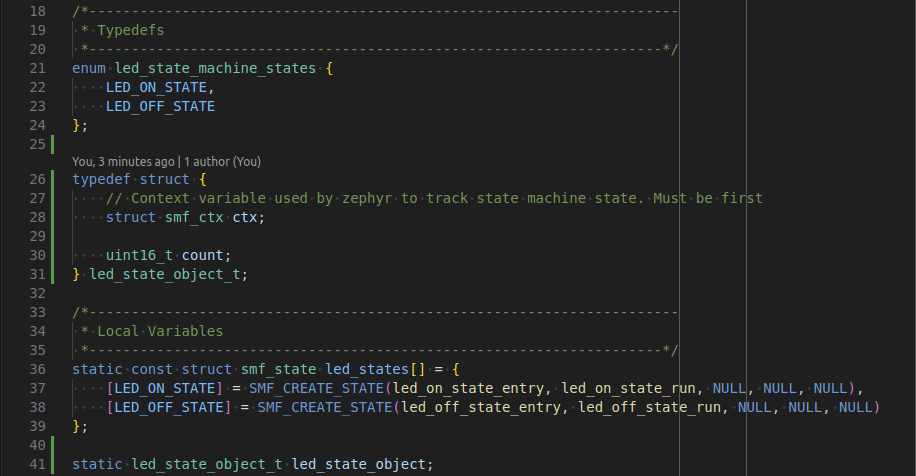 18 /*----------------------------------------------------------------------
19  * Typedefs
20  *--------------------------------------------------------------------*/
21 enum led_state_machine_states {
22     LED_ON_STATE,
23     LED_OFF_STATE
24 };
25
You, 3 minutes ago | 1 author (You)
26 typedef struct {
27     // Context variable used by zephyr to track state machine state. Must be first
28     struct smf_ctx ctx;
29
30     uint16_t count;
31 } led_state_object_t;
32
33 /*----------------------------------------------------------------------
34  * Local Variables
35  *--------------------------------------------------------------------*/
36 static const struct smf_state led_states[] = {
37     [LED_ON_STATE] = SMF_CREATE_STATE(led_on_state_entry, led_on_state_run, NULL, NULL, NULL),
38     [LED_OFF_STATE] = SMF_CREATE_STATE(led_off_state_entry, led_off_state_run, NULL, NULL, NULL)
39 };
40
41 static led_state_object_t led_state_object;